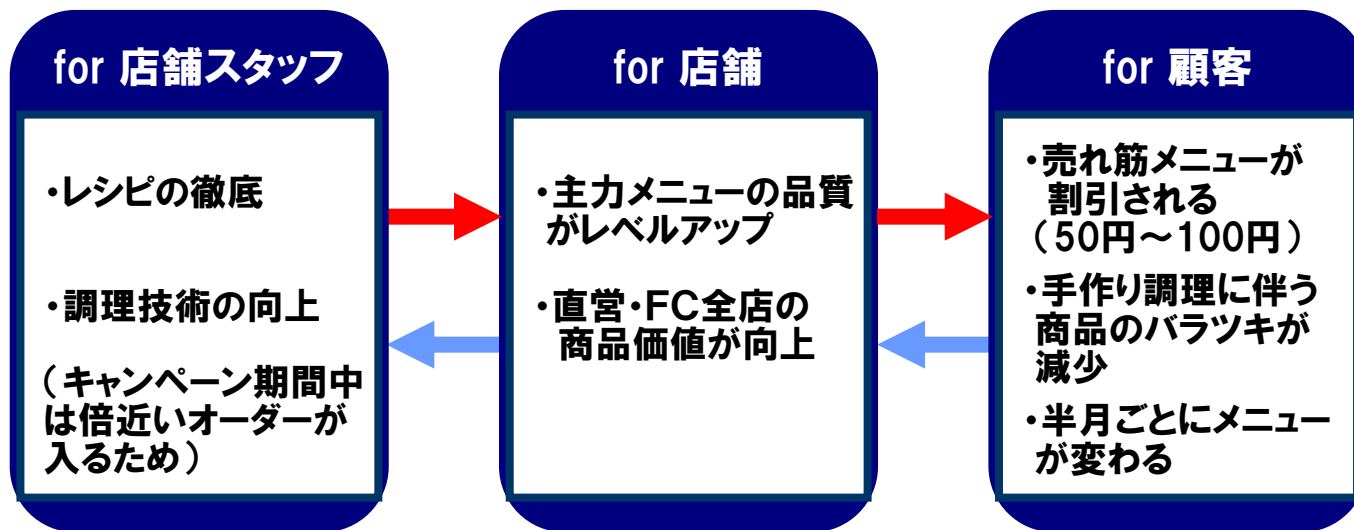 for 店舗スタッフ
・レシピの徹底
・調理技術の向上
（キャンペーン期間中
は倍近いオーダーが
入るため）
for 店舗
・主力メニューの品質
がレベルアップ
・直営・FC全店の
商品価値が向上
for 顧客
・売れ筋メニューが
割引される
（50円～100円）
・手作り調理に伴う
商品のバラツキが
減少
・半月ごとにメニュー
が変わる